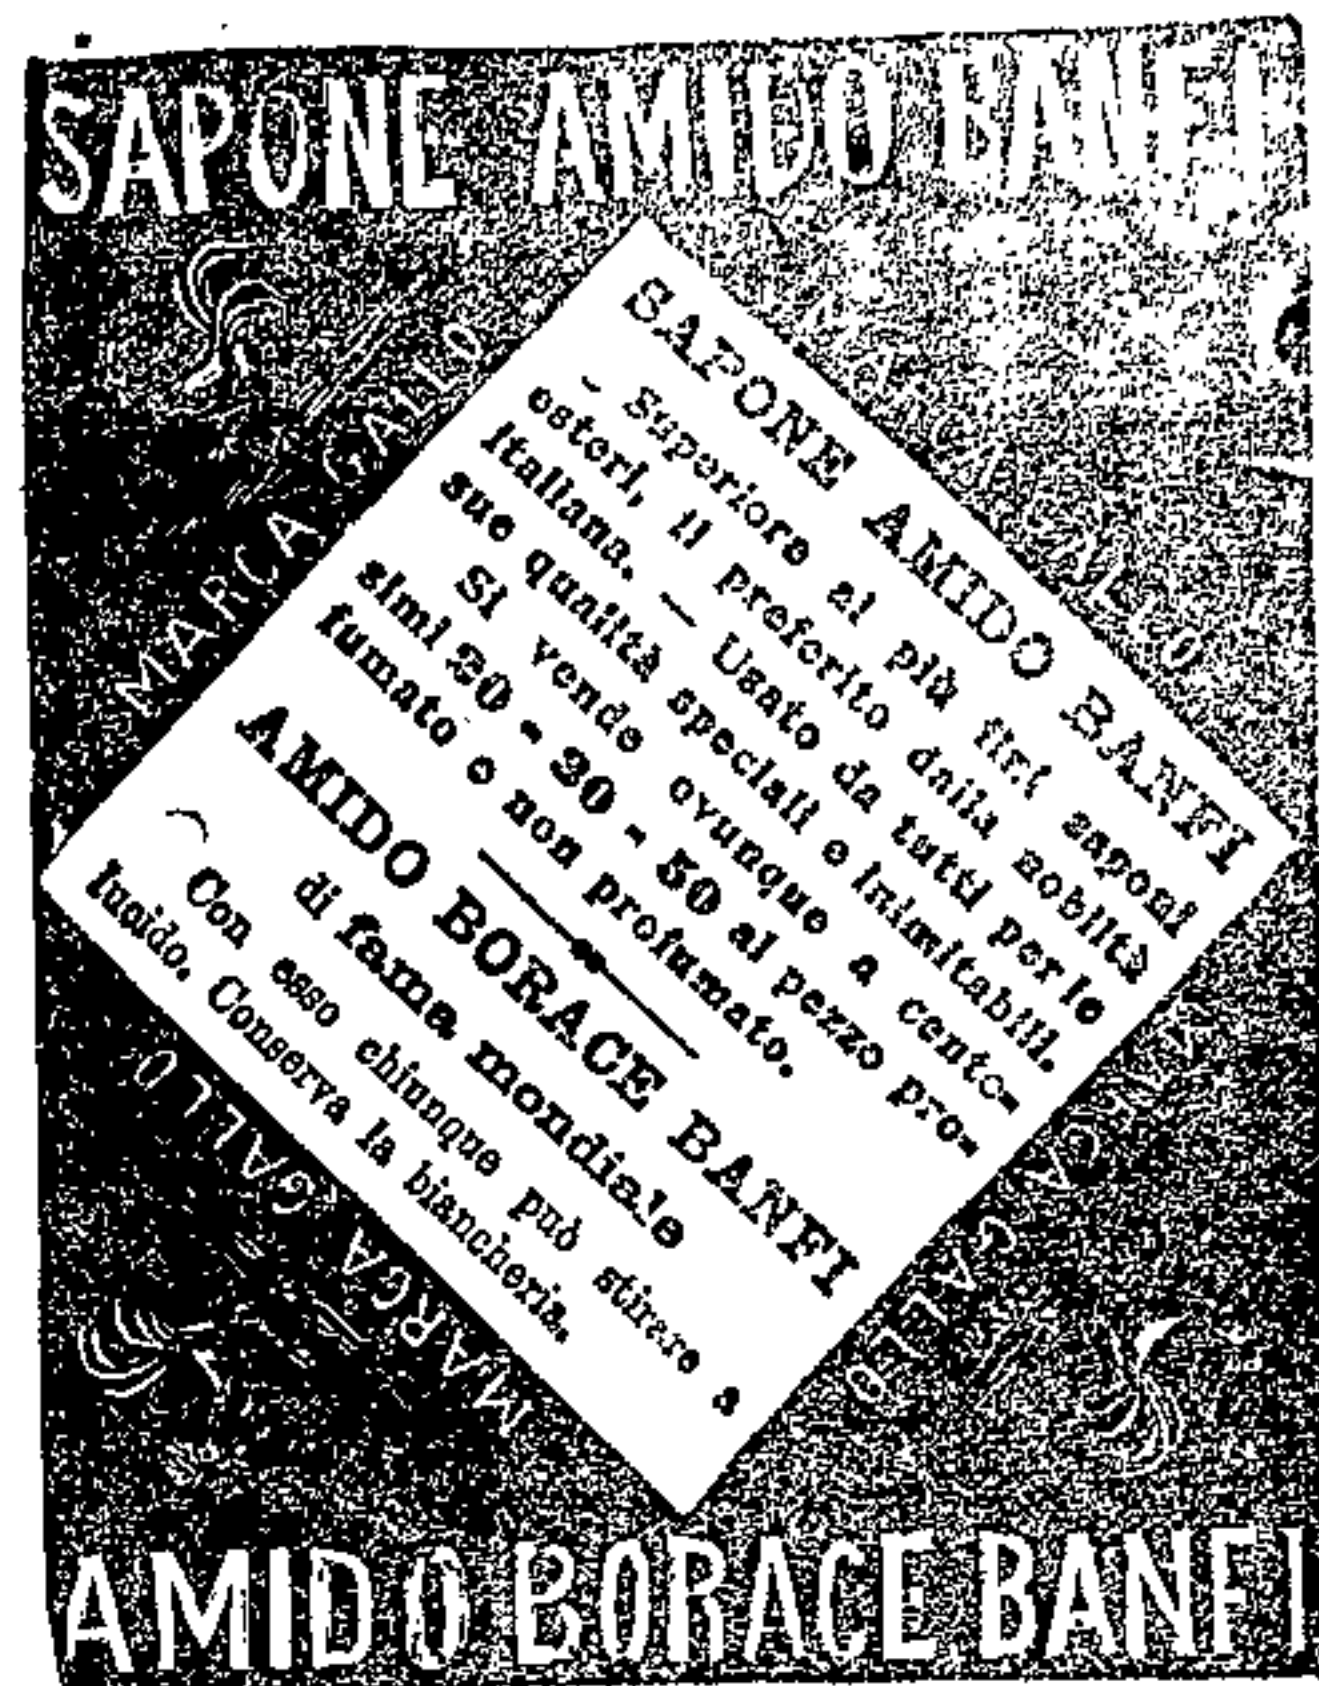 SAPONE AMIDO BANFI
MARCA GALLO
MARCA GALLO
SAPONE AMIDO BANFI
- Superiore ai più fini saponi
esteri, il preferito dalla nobiltà
italiana. — Usato da tutti per le
sue qualità speciali e inimitabili.
Si vende ovunque a cente-
simi 20 - 30 - 50 al pezzo pro-
fumato e non profumato.
AMIDO BORACE BANFI
di fama mondiale
Con esso chiunque può stirare a
lucido. Conserva la biancheria.
MARCA GALLO
MARCA GALLO
AMIDO BORACE BANFI